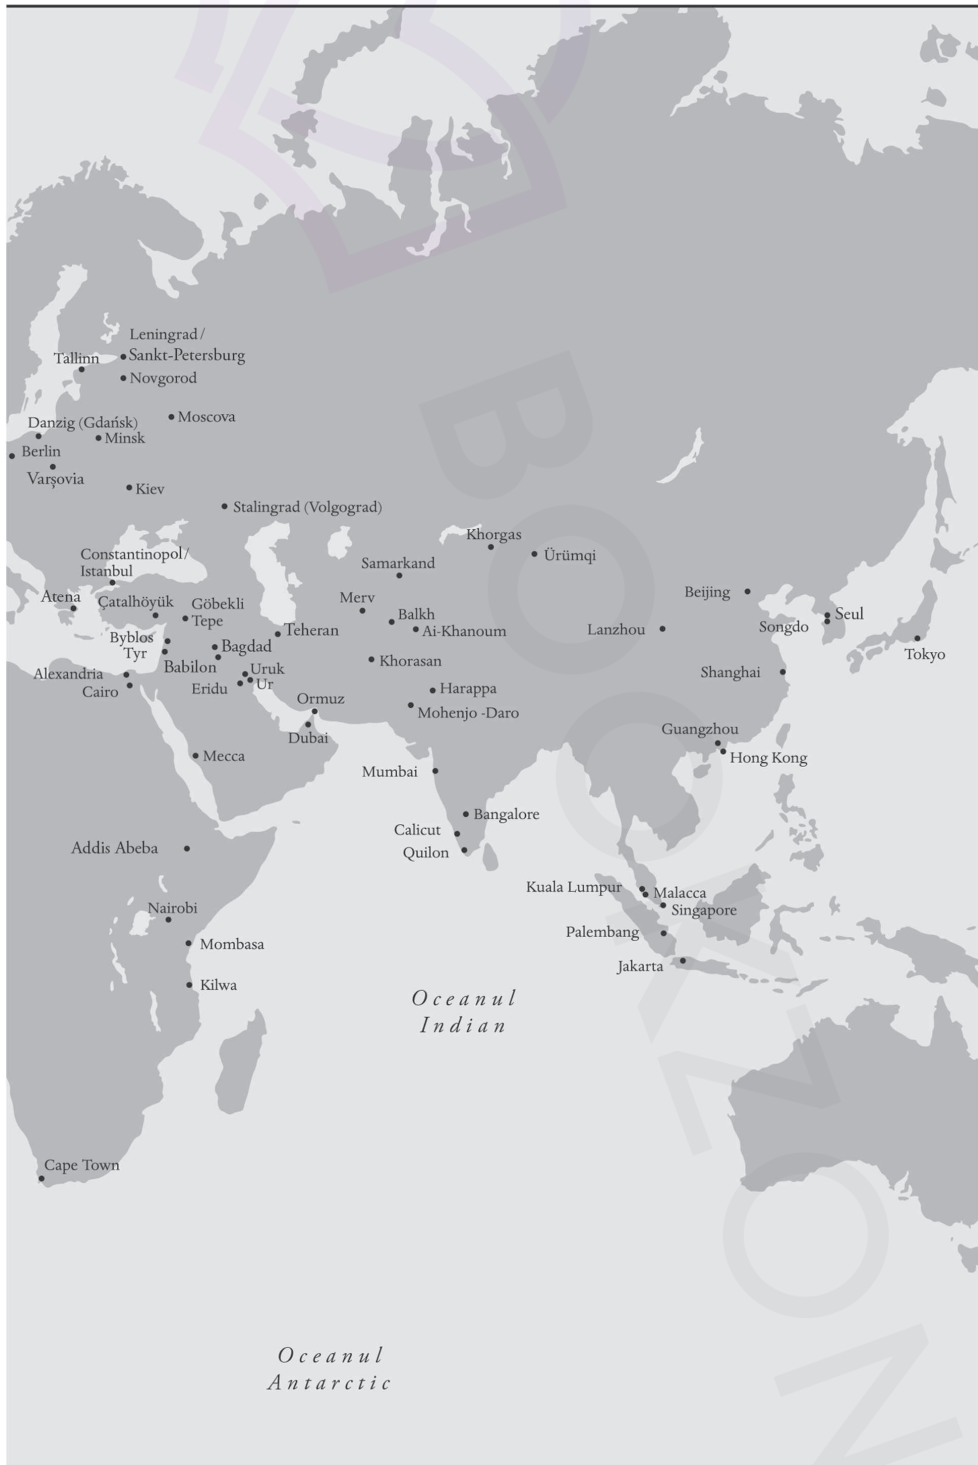 Leningrad/
Sankt-Petersburg
Tallinn
Novgorod
Moscova
Danzig (Gdańsk)
Minsk
Berlin
Varșovia
Kiev
Stalingrad (Volgograd)
Khorgas
Ürümqi
Constantinopol/
Istanbul
Samarkand
Atena
Çatalhöyük
Göbekli
Tepe
Merv
Balkh
Ai-Khanoum
Beijing
Seul
Songdo
Lanzhou
Tokyo
Teheran
Byblos
Tyr
Bagdad
Babilon
Khorasan
Alexandria
Cairo
Uruk
Ur
Eridu
Shanghai
Harappa
Ormuz
Mohenjo -Daro
Dubai
Guangzhou
Hong Kong
Mecca
Mumbai
Bangalore
Calicut
Quilon
Addis Abeba
Kuala Lumpur
Malacca
Singapore
Nairobi
Palembang
Mombasa
Jakarta
Kilwa
Oceanul
Indian
Cape Town
Oceanul
Antarctic
BOOKZONE